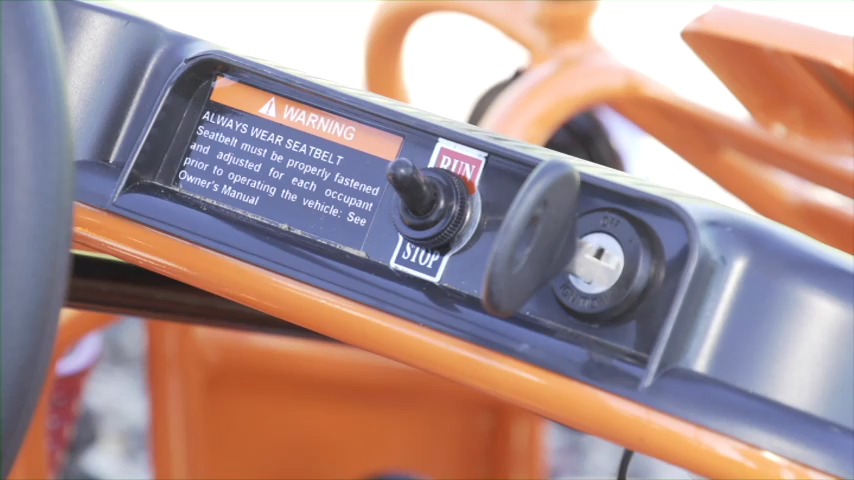 WARNING
ALWAYS WEAR SEATBELT
Seatbelt must be properly fastened
and adjusted for each occupant
prior to operating the vehicle: See
Owner's Manual
RUN
STOP
OFF